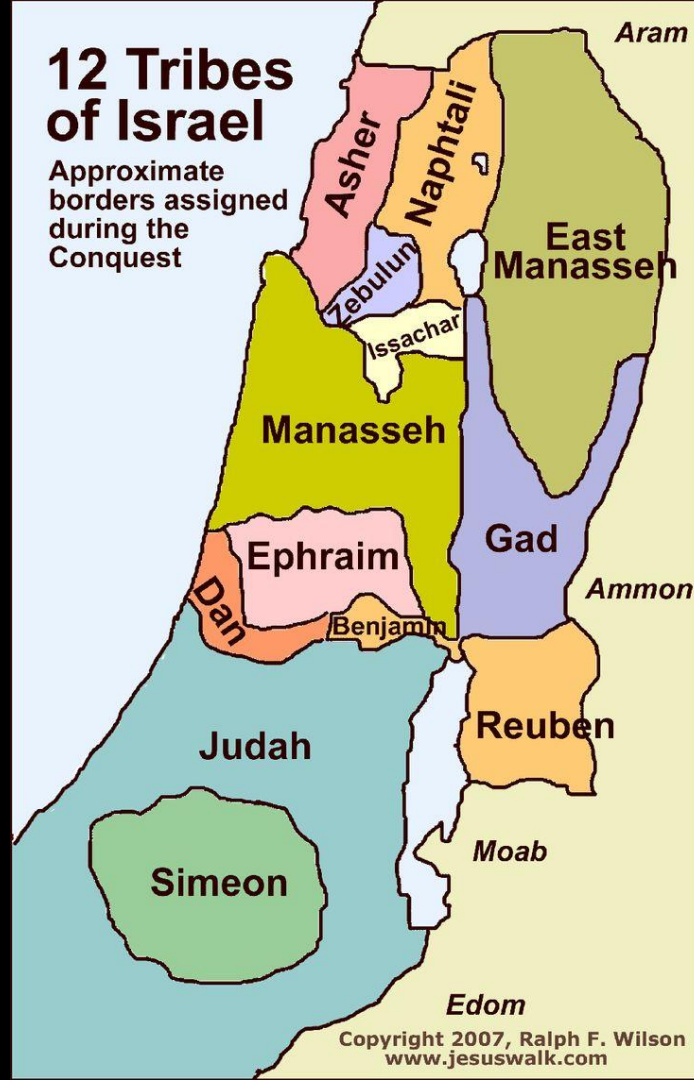 12 Tribes
of Israel
Approximate
borders assigned
during the
Conquest
Aram
Asher
Naphtali
East
Manasseh
Zebulun
Issachar
Manasseh
Gad
Ephraim
Dan
Benjamin
Ammon
Reuben
Judah
Moab
Simeon
Edom
Copyright 2007, Ralph F. Wilson
www.jesuswalk.com